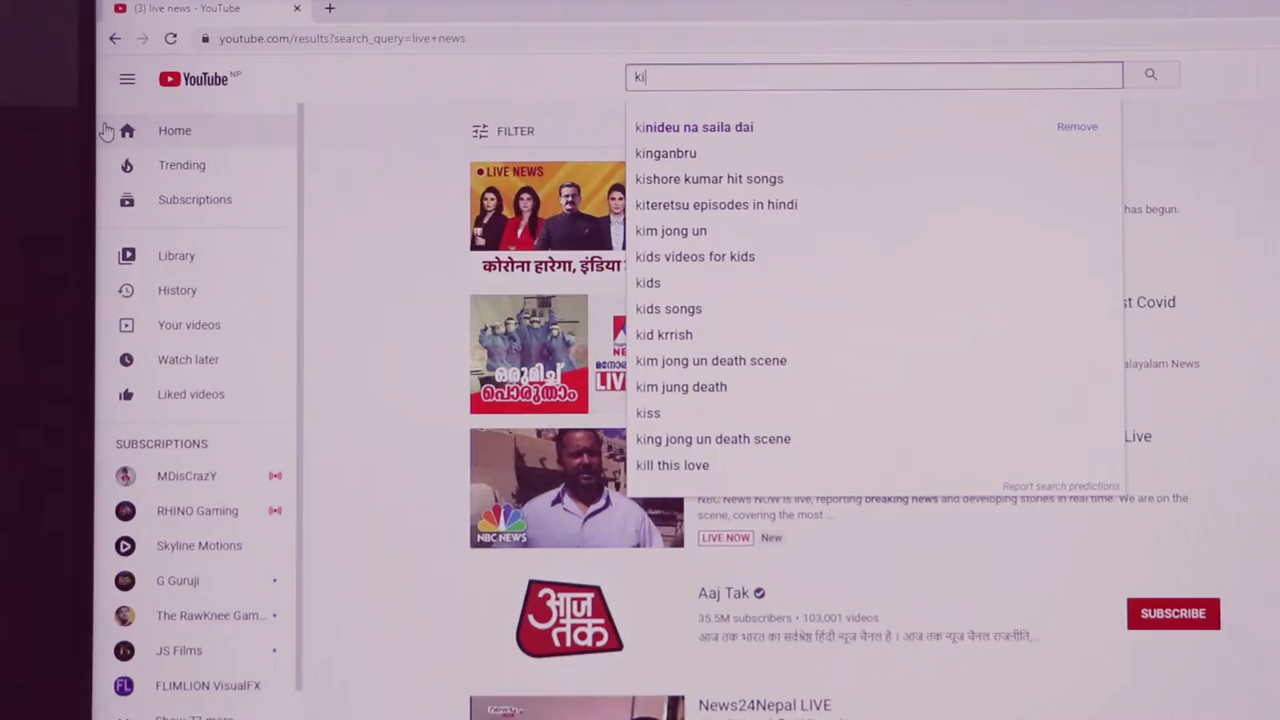 (3) live news - YouTube
youtube.com/results?search_query=live+news
YouTube NP
ki
Home
Trending
Subscriptions
Library
History
Your videos
Watch later
Liked videos
SUBSCRIPTIONS
MDisCrazY
RHINO Gaming
Skyline Motions
G Guruji
The RawKnee Gam...
JS Films
FL
FLIMLION VisualFX
FILTER
kinideu na saila dai
Remove
kinganbru
kishore kumar hit songs
kiteretsu episodes in hindi
kim jong un
kids videos for kids
kids
kids songs
kid krrish
kim jong un death scene
kim jung death
kiss
king jong un death scene
kill this love
Report search predictions
LIVE NEWS
कोरोना हारेगा, इंडिया
has begun.
ഒരുമിച്ച്
പൊരുതാം
LIV
st Covid
alayalam News
Live
NBC NEWS
NBC News NOW is live, reporting breaking news and developing stories in real time. We are on the
scene, covering the most ...
LIVE NOW New
आज
तक
Aaj Tak
35.5M subscribers • 103,001 videos
आज तक भारत का सर्वश्रेष्ठ हिंदी न्यूज चैनल है । आज तक न्यूज चैनल राजनीति,...
SUBSCRIBE
News24Nepal LIVE